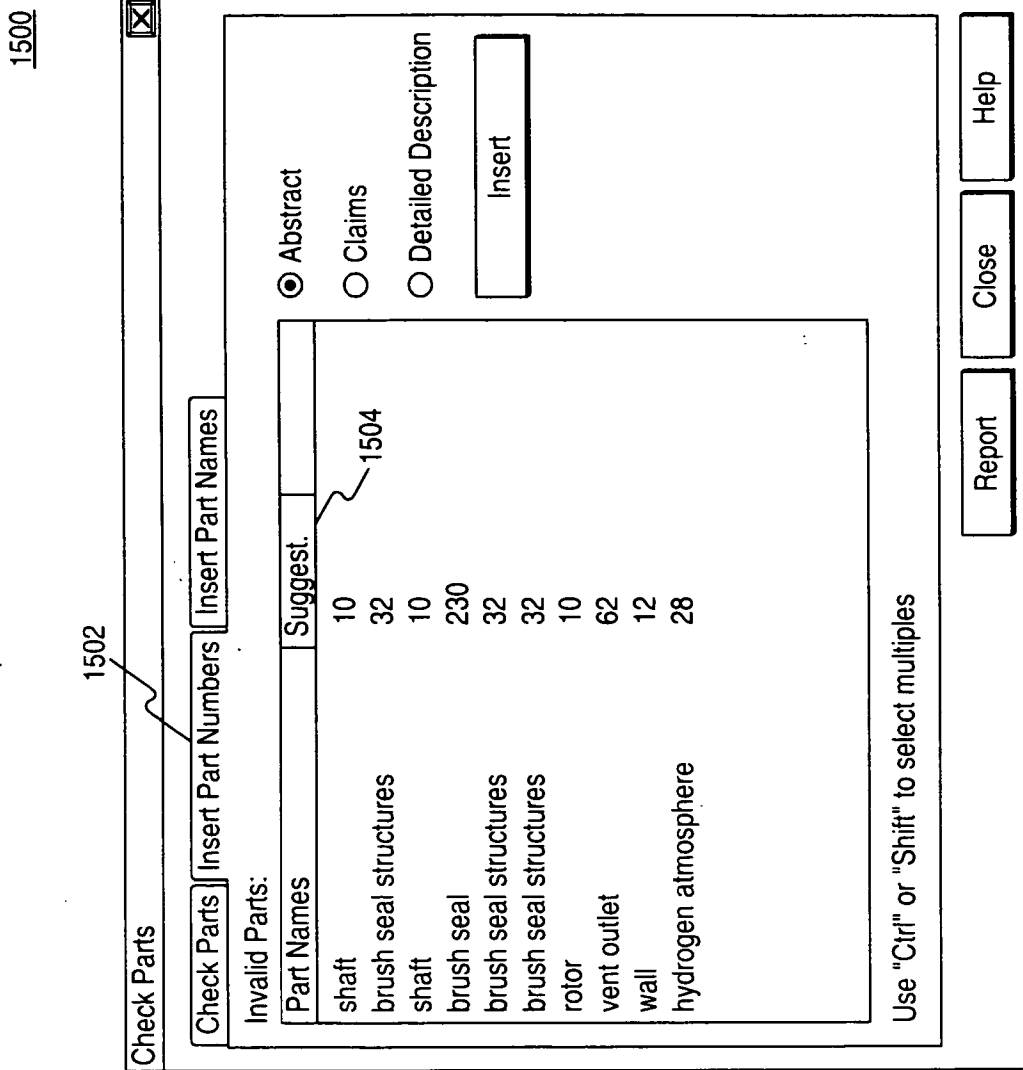 1500
Check Parts
1502
Check Parts Insert Part Numbers Insert Part Names
Invalid Parts:
Part Names Suggest.
1504
shaft 10
brush seal structures 32
shaft 10
brush seal 230
brush seal structures 32
brush seal structures 32
rotor 10
vent outlet 62
wall 12
hydrogen atmosphere 28
Abstract
Claims
Detailed Description
Insert
Use "Ctrl" or "Shift" to select multiples
Report Close Help